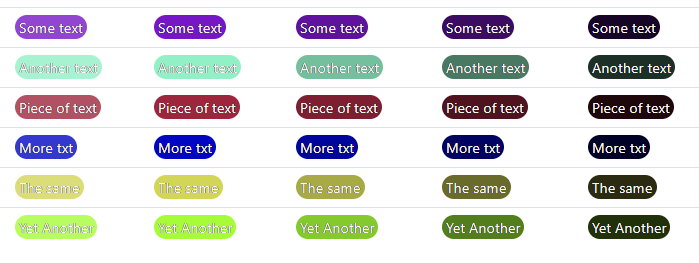 Some text Some text Some text Some text Some text
Another text Another text Another text Another text Another text
Piece of text Piece of text Piece of text Piece of text Piece of text
More txt More txt More txt More txt More txt
The same The same The same The same The same
Yet Another Yet Another Yet Another Yet Another Yet Another